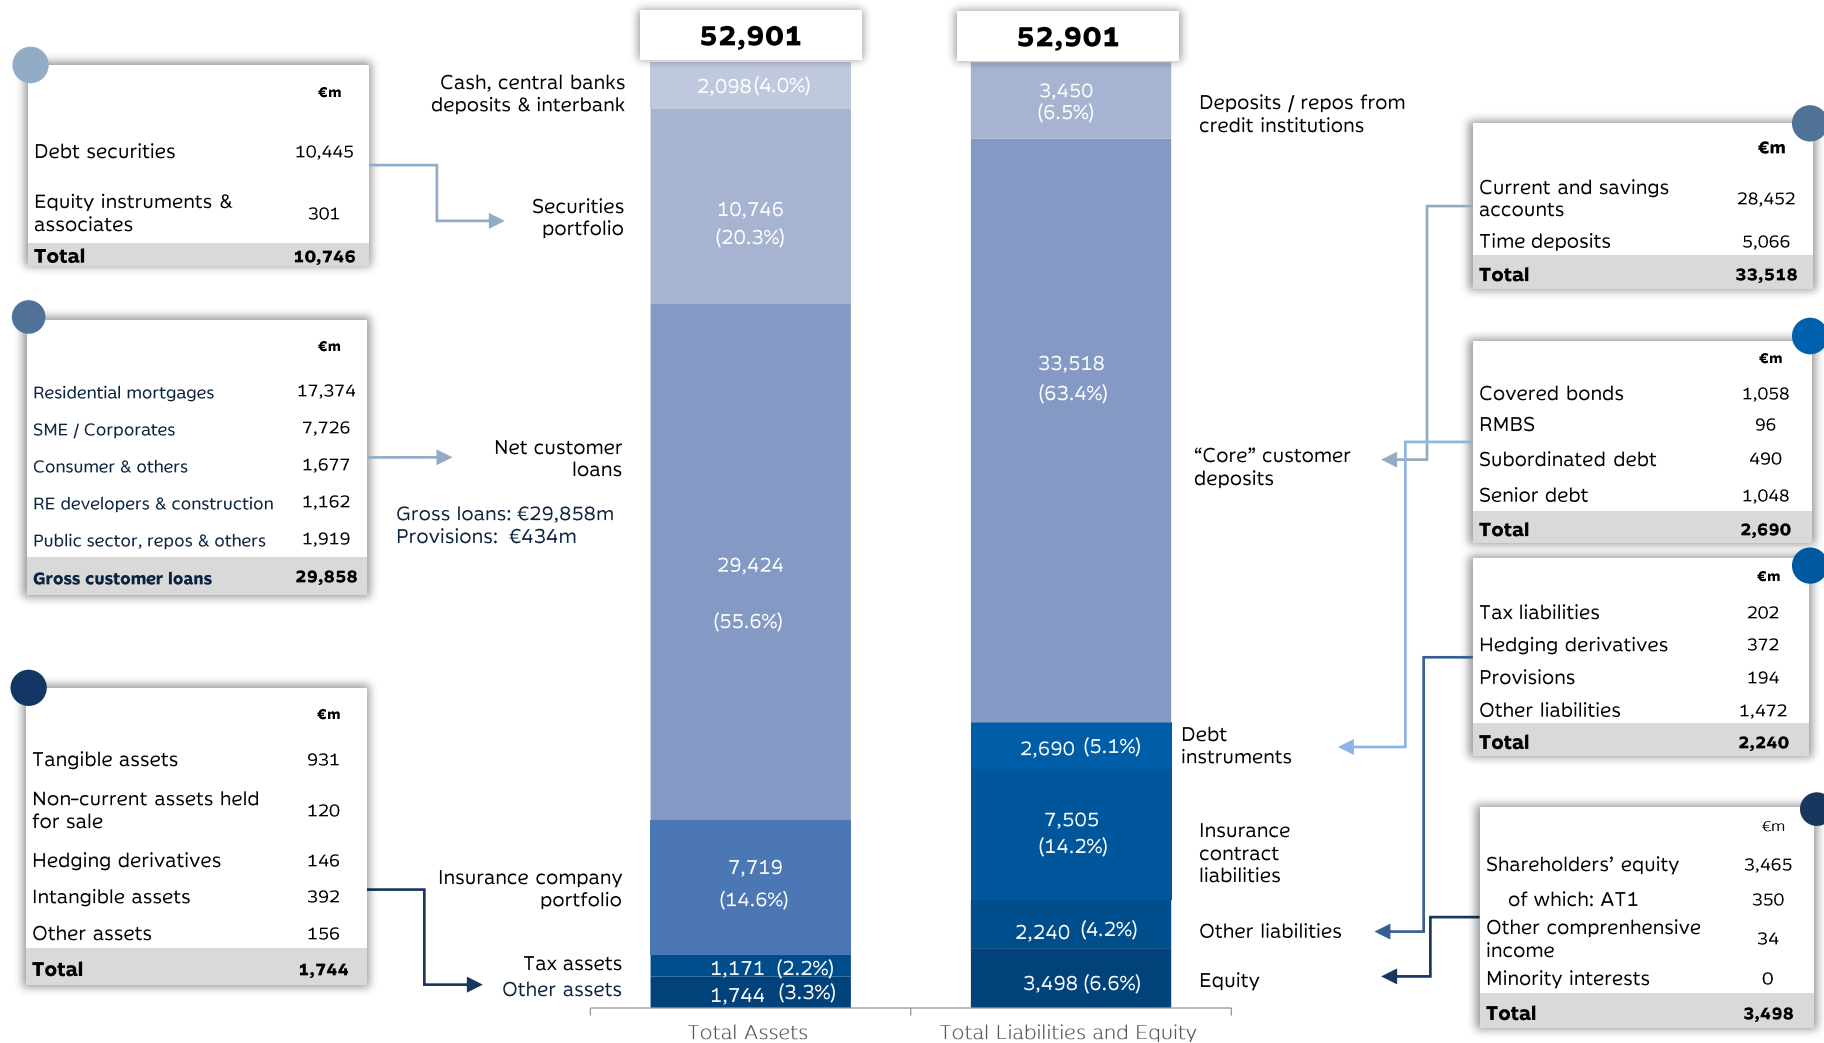 52,901
52,901
€m
Debt securities 10,445
Equity instruments &
associates 301
Total 10,746
€m
Residential mortgages 17,374
SME / Corporates 7,726
Consumer & others 1,677
RE developers & construction 1,162
Public sector, repos & others 1,919
Gross customer loans 29,858
€m
Tangible assets 931
Non-current assets held
for sale 120
Hedging derivatives 146
Intangible assets 392
Other assets 156
Total 1,744
Cash, central banks
deposits & interbank
Securities
portfolio
Net customer
loans
Gross loans: €29,858m
Provisions: €434m
Insurance company
portfolio
Tax assets
Other assets
2,098(4.0%)
10,746
(20.3%)
29,424
(55.6%)
7,719
(14.6%)
1,171 (2.2%)
1,744 (3.3%)
Total Assets
3,450
(6.5%)
33,518
(63.4%)
2,690 (5.1%)
7,505
(14.2%)
2,240 (4.2%)
3,498 (6.6%)
Total Liabilities and Equity
Deposits / repos from
credit institutions
“Core” customer
deposits
Debt
instruments
Insurance
contract
liabilities
Other liabilities
Equity
€m
Current and savings
accounts 28,452
Time deposits 5,066
Total 33,518
€m
Covered bonds 1,058
RMBS 96
Subordinated debt 490
Senior debt 1,048
Total 2,690
€m
Tax liabilities 202
Hedging derivatives 372
Provisions 194
Other liabilities 1,472
Total 2,240
€m
Shareholders’ equity 3,465
of which: AT1 350
Other comprenhensive
income 34
Minority interests 0
Total 3,498